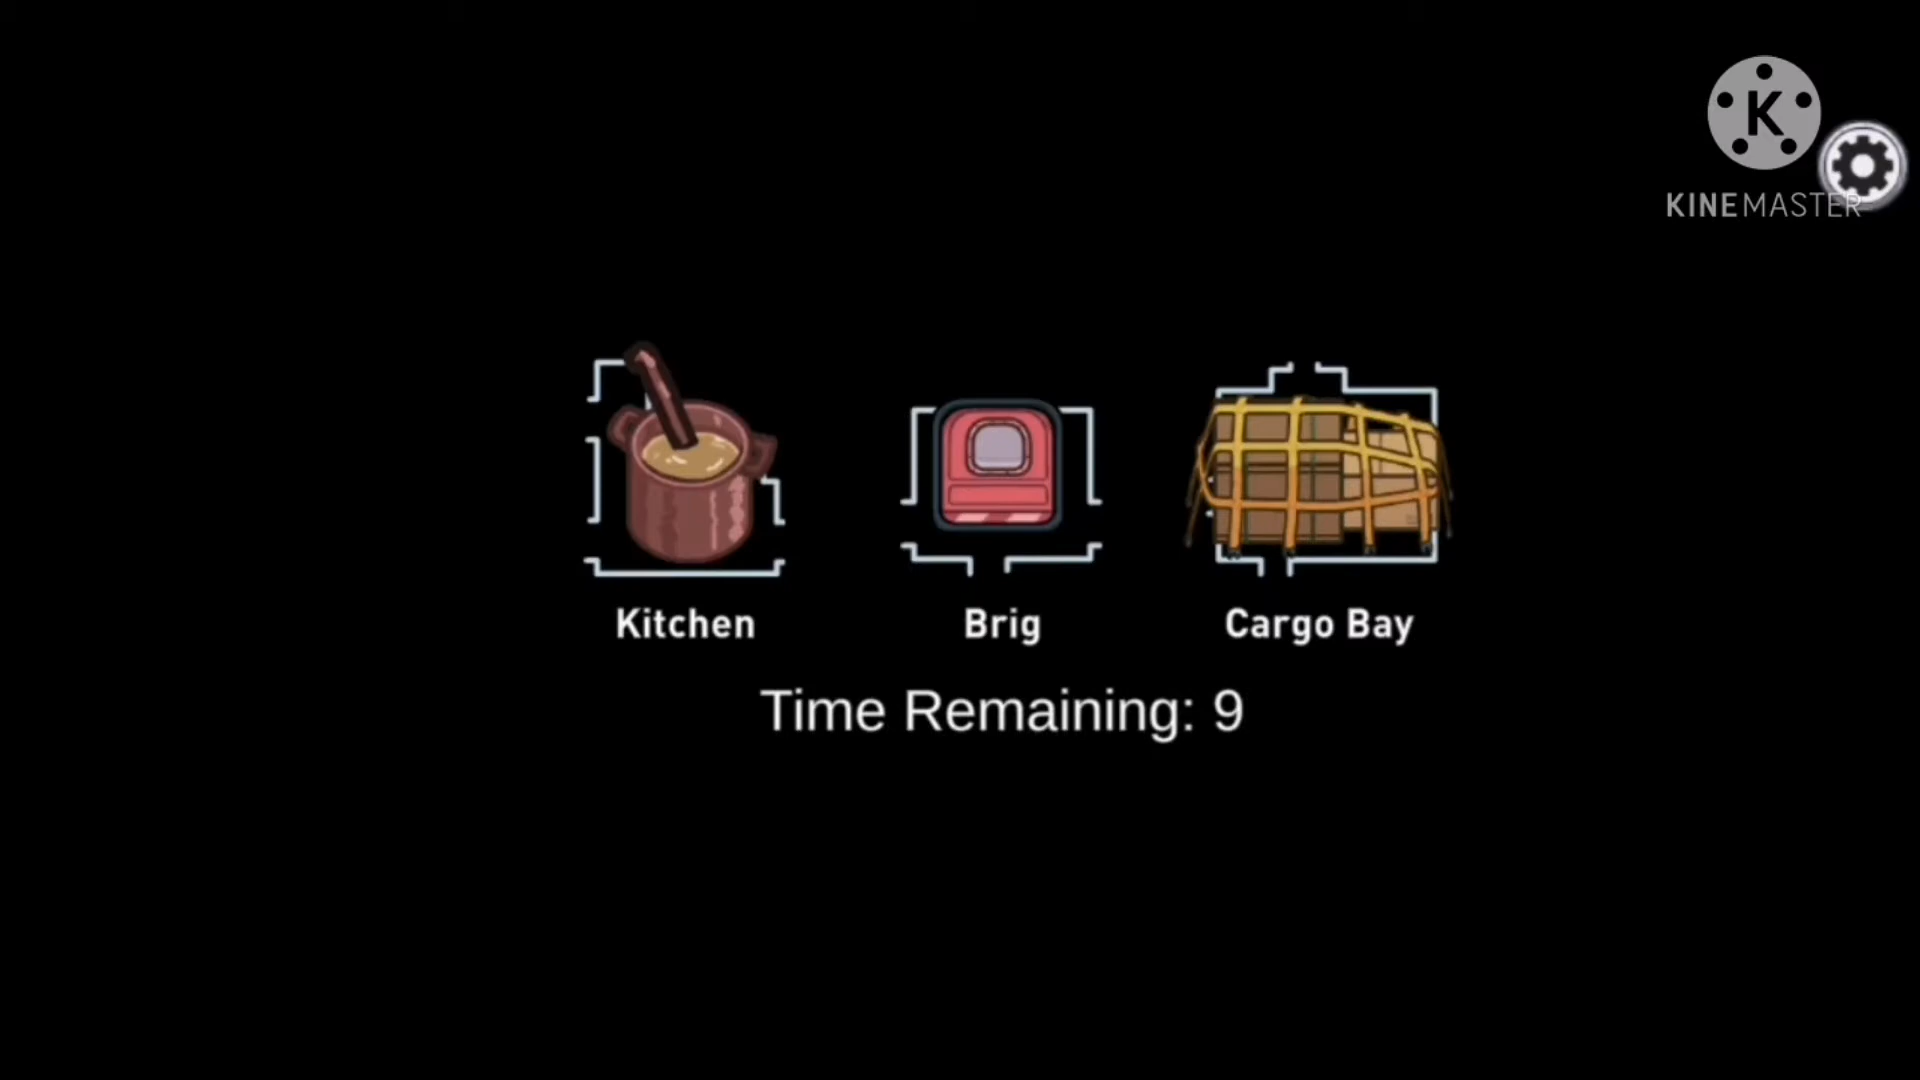 K
KINEMASTER
Kitchen
Brig
Cargo Bay
Time Remaining: 9